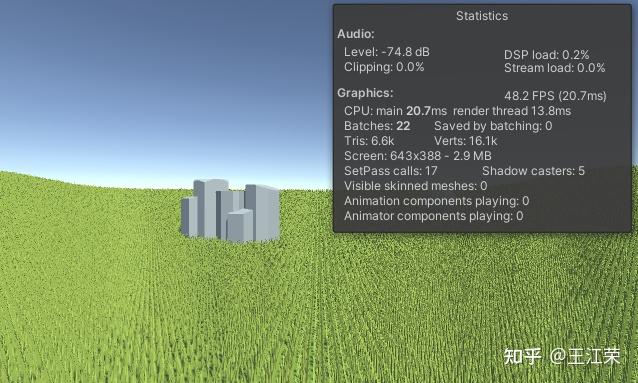 Statistics
Audio:
Level: -74.8 dB DSP load: 0.2%
Clipping: 0.0% Stream load: 0.0%
Graphics: 48.2 FPS (20.7ms)
CPU: main 20.7ms render thread 13.8ms
Batches: 22 Saved by batching: 0
Tris: 6.6k Verts: 16.1k
Screen: 643x388 - 2.9 MB
SetPass calls: 17 Shadow casters: 5
Visible skinned meshes: 0
Animation components playing: 0
Animator components playing: 0
知乎 @王江荣